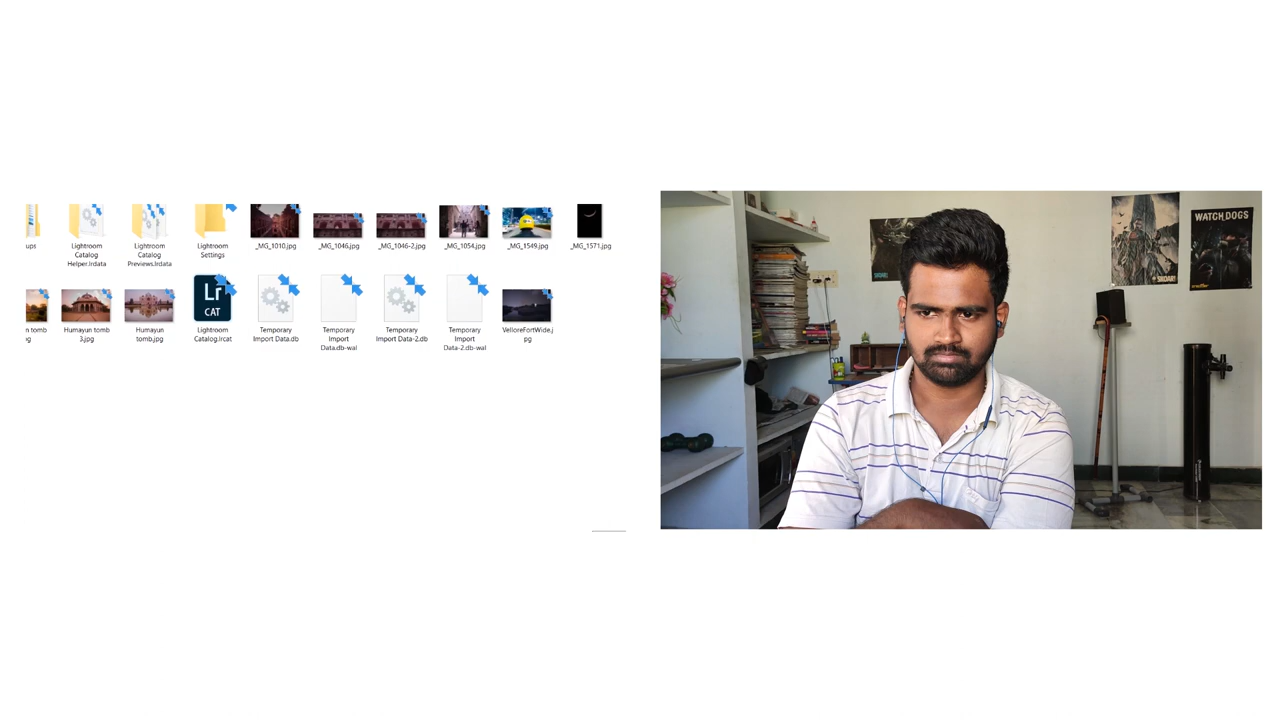 ups
Lightroom
Catalog
Helper.lrdata
Lightroom
Catalog
Previews.lrdata
Lightroom
Settings
_MG_1010.jpg
_MG_1046.jpg
_MG_1046-2.jpg
_MG_1054.jpg
_MG_1549.jpg
_MG_1571.jpg
n tomb
Humayun tomb
3.jpg
Humayun
tomb.jpg
Lr
CAT
Lightroom
Catalog.lrcat
Temporary
Import Data.db
Temporary
Import
Data.db-wal
Temporary
Import Data-2.db
Temporary
Import
Data-2.db-wal
VelloreFortWide.j
pg
WATCH_DOGS